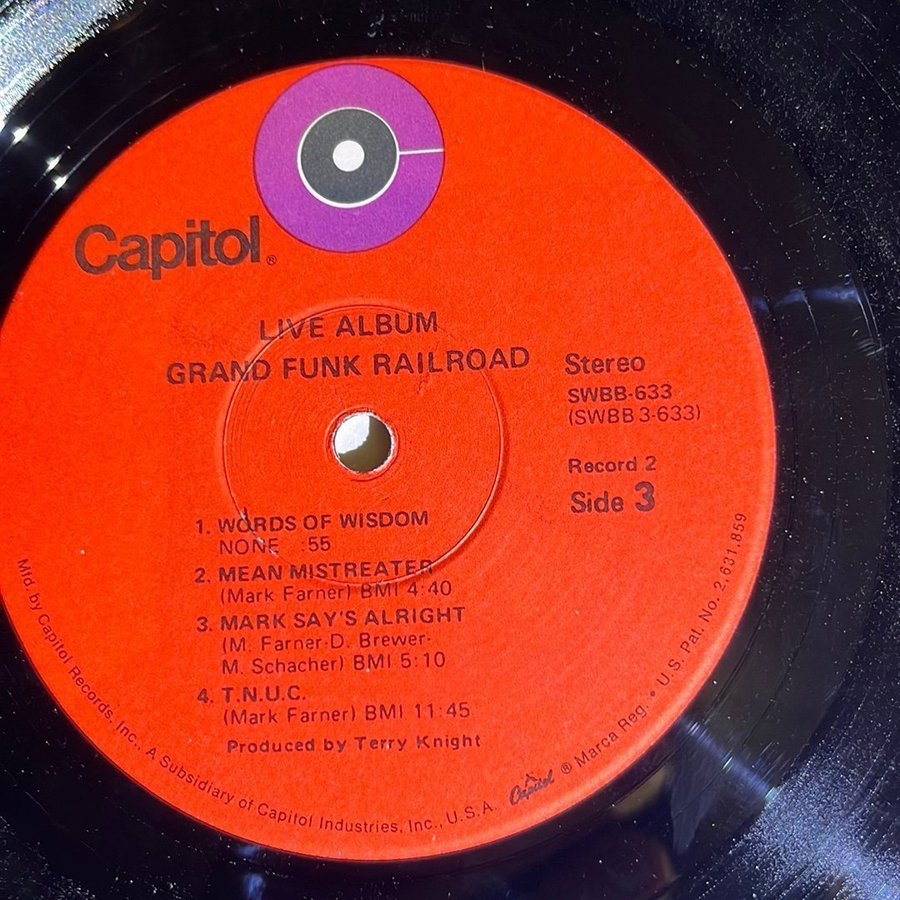 Capitol®
LIVE ALBUM
GRAND FUNK RAILROAD
Stereo
SWBB-633
(SWBB 3-633)
Record 2
Side 3
1. WORDS OF WISDOM
NONE :55
2. MEAN MISTREATER
(Mark Farner) BMI 4:40
3. MARK SAY'S ALRIGHT
(M. Farner-D. Brewer-
M. Schacher) BMI 5:10
4. T.N.U.C.
(Mark Farner) BMI 11:45
Produced by Terry Knight
Mfd. by Capitol Records, Inc., A Subsidiary of Capitol Industries, Inc., U.S.A. Capitol ® Marca Reg. • U.S. Pat. No. 2,631,859